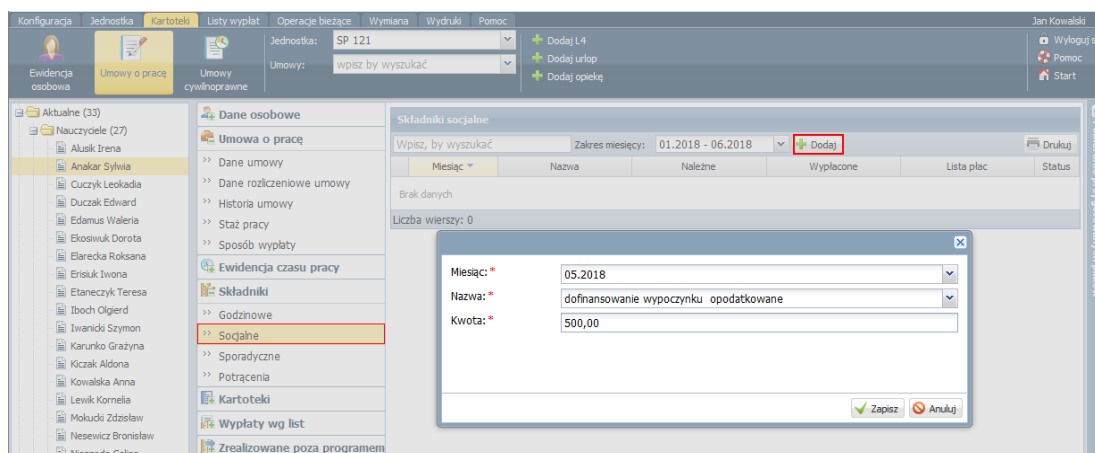 Konfiguracja Jednostka Kartoteki Listy wypłat Operacje bieżące Wymiana Wydruki Pomoc Jan Kowalski
Jednostka: SP 121
Umowy: wpisz by wyszukać
Ewidencja osobowa
Umowy o pracę
Umowy cywilnoprawne
Dodaj L4
Dodaj urlop
Dodaj opiekę
Wyloguj s
Pomoc
Start
Aktualne (33)
Nauczyciele (27)
Alusik Irena
Anakar Sylwia
Cuczyk Leokadia
Duczak Edward
Edamus Waleria
Ekosiwuk Dorota
Elarecka Roksana
Erisiuk Iwona
Etaneczyk Teresa
Iboch Olgierd
Iwanicki Szymon
Karunko Grażyna
Kiczak Aldona
Kowalska Anna
Lewik Kornelia
Mokucki Zdzisław
Nesewicz Bronisław
Dane osobowe
Umowa o pracę
Dane umowy
Dane rozliczeniowe umowy
Historia umowy
Staż pracy
Sposób wypłaty
Ewidencja czasu pracy
Składniki
Godzinowe
Socjalne
Sporadyczne
Potrącenia
Kartoteki
Wypłaty wg list
Zrealizowane poza programem
Składniki socjalne
Wpisz, by wyszukać Zakres miesięcy: 01.2018 - 06.2018 Dodaj Drukuj
Miesiąc Nazwa Należne Wypłacone Lista płac Status
Brak danych
Liczba wierszy: 0
Miesiąc: * 05.2018
Nazwa: * dofinansowanie wypoczynku opodatkowane
Kwota: * 500,00
Zapisz Anuluj